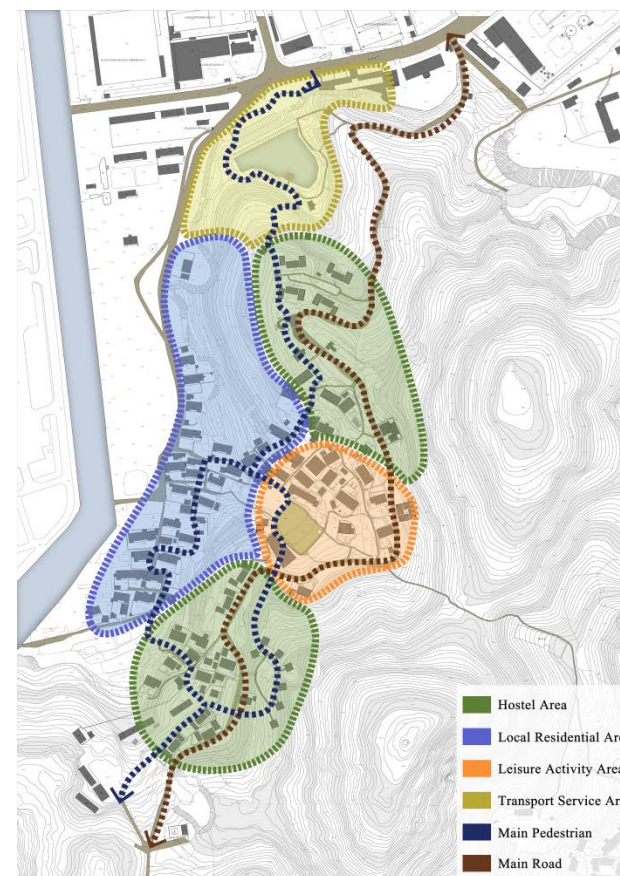 Hostel Area
Local Residential Are
Leisure Activity Area
Transport Service Ar
Main Pedestrian
Main Road